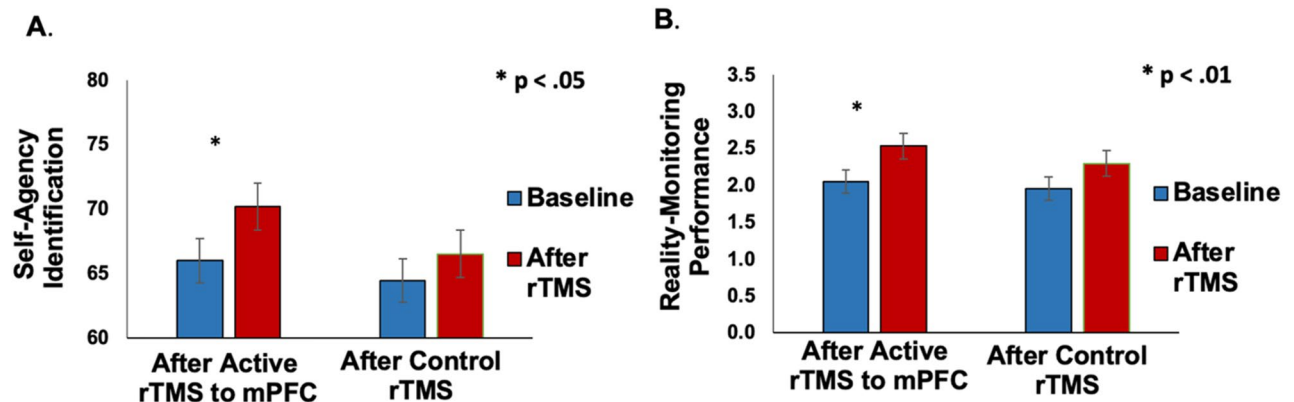 A.
* p < .05
80
75
70
65
60
Self-Agency
Identification
*
Baseline
After
rTMS
After Active
rTMS to mPFC
After Control
rTMS
B.
* p < .01
3.5
3.0
2.5
2.0
1.5
1.0
0.5
0.0
Reality-Monitoring
Performance
*
Baseline
After
rTMS
After Active
rTMS to mPFC
After Control
rTMS